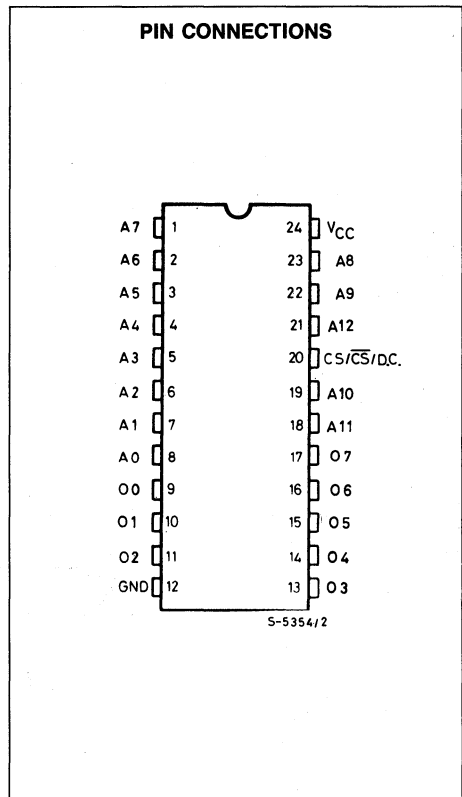 PIN CONNECTIONS
A7 1 24 VCC
A6 2 23 A8
A5 3 22 A9
A4 4 21 A12
A3 5 20 CS/C̅S̅/D.C.
A2 6 19 A10
A1 7 18 A11
A0 8 17 O7
O0 9 16 O6
O1 10 15 O5
O2 11 14 O4
GND 12 13 O3
S-5354/2